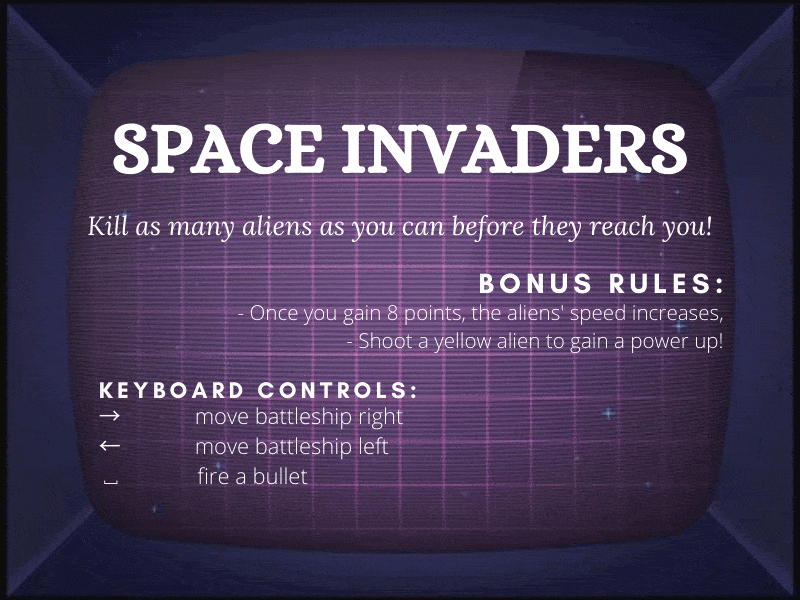 SPACE INVADERS
Kill as many aliens as you can before they reach you!
BONUS RULES:
- Once you gain 8 points, the aliens' speed increases,
- Shoot a yellow alien to gain a power up!
KEYBOARD CONTROLS:
→ move battleship right
← move battleship left
⎵ fire a bullet